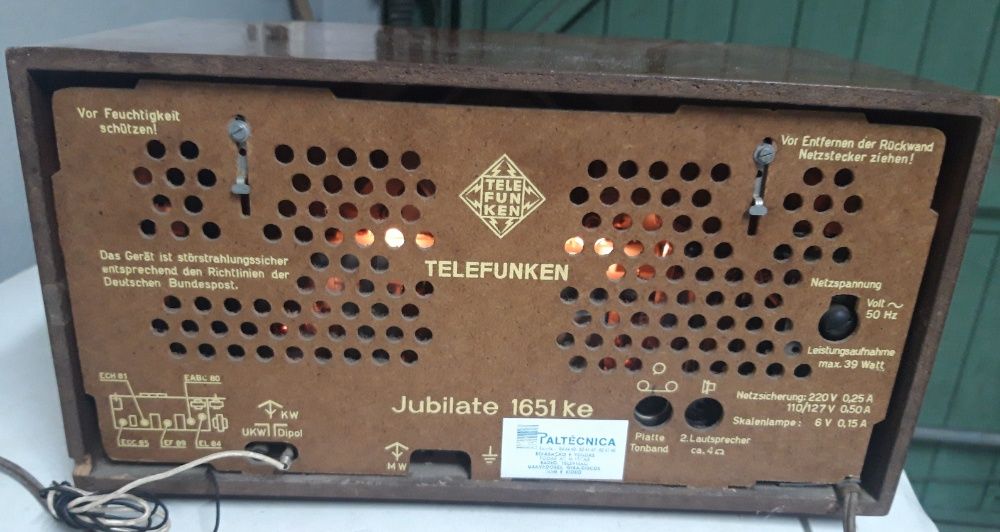 Vor Feuchtigkeit
schützen!
Vor Entfernen der Rückwand
Netzstecker ziehen!
TELE
FUN
KEN
TELEFUNKEN
Das Gerät ist störstrahlungssicher
entsprechend den Richtlinien der
Deutschen Bundespost.
Netzspannung
Volt ~
50 Hz
Leistungsaufnahme
max. 39 Watt
ECH 81
EABC 80
ECC 85
EF 89
EL 84
KW
UKW
Dipol
MW
Jubilate 1651 ke
Netzsicherung: 220 V 0,25 A
110/127 V 0,50 A
Skalenlampe: 6 V 0,15 A
Platte
Tonband
2. Lautsprecher
ca. 4 Ω
PALTÉCNICA